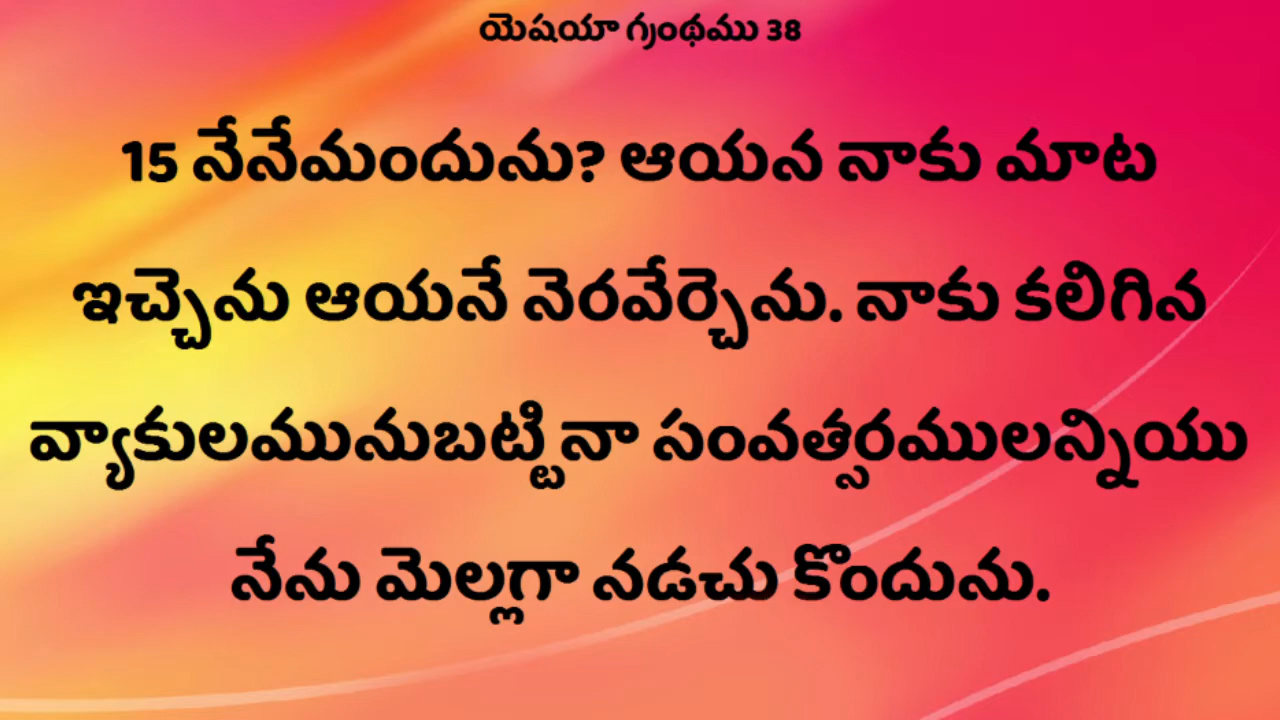 యెషయా గ్రంథము 38
15 నేనేమందును? ఆయన నాకు మాట
ఇచ్చెను ఆయనే నెరవేర్చెను. నాకు కలిగిన
వ్యాకులమునుబట్టి నా సంవత్సరములన్నియు
నేను మెల్లగా నడచు కొందును.